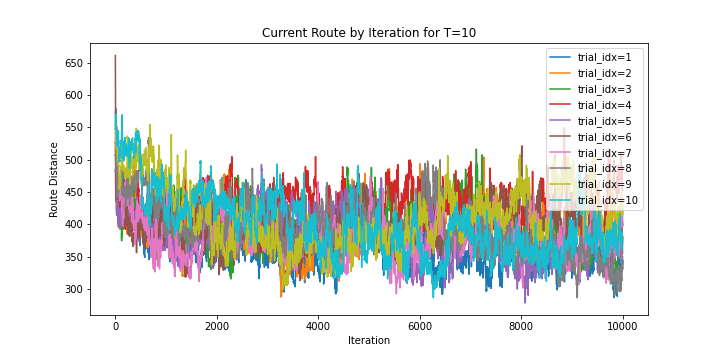 Current Route by Iteration for T=10
Route Distance
650
600
550
500
450
400
350
300
0
2000
4000
6000
8000
10000
Iteration
trial_idx=1
trial_idx=2
trial_idx=3
trial_idx=4
trial_idx=5
trial_idx=6
trial_idx=7
trial_idx=8
trial_idx=9
trial_idx=10